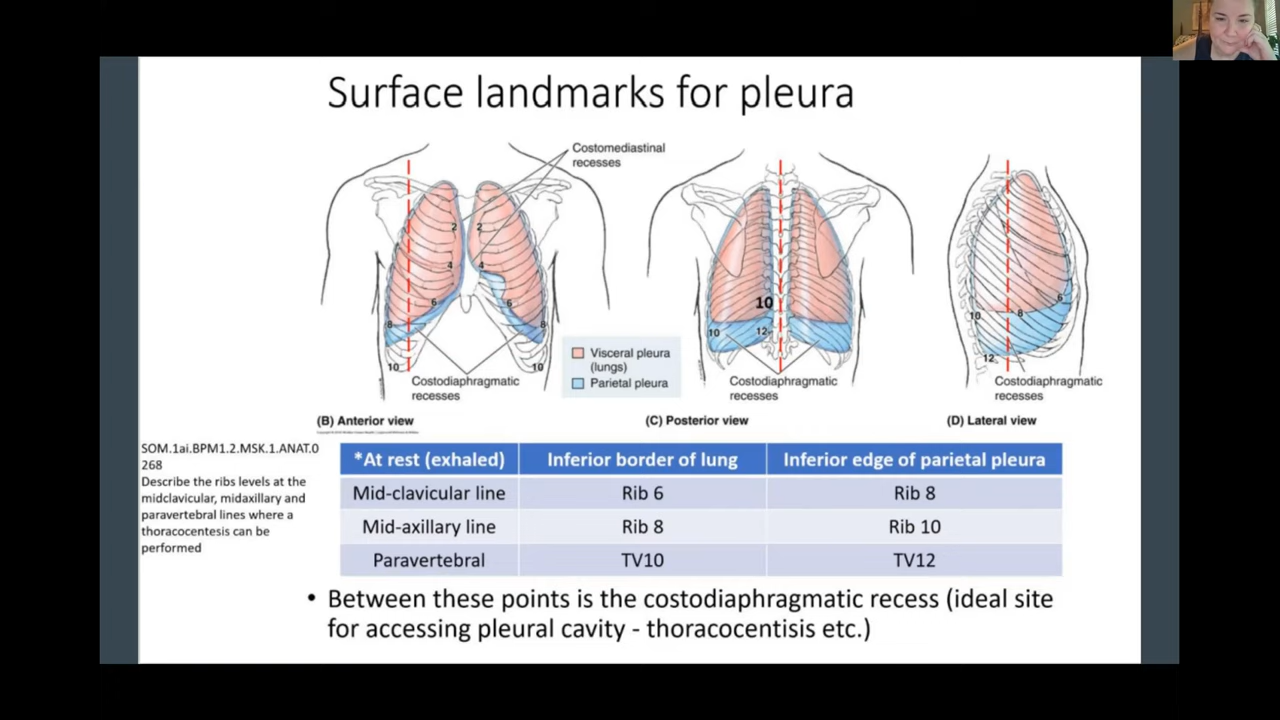 Surface landmarks for pleura
Costomediastinal
recesses
2
2
4
4
6
6
8
8
10
10
Costodiaphragmatic
recesses
(B) Anterior view
Visceral pleura
(lungs)
Parietal pleura
10
10
12
Costodiaphragmatic
recesses
(C) Posterior view
6
8
10
12
Costodiaphragmatic
recesses
(D) Lateral view
SOM.1ai.BPM1.2.MSK.1.ANAT.0
268
Describe the ribs levels at the
midclavicular, midaxillary and
paravertebral lines where a
thoracocentesis can be
performed
*At rest (exhaled) Inferior border of lung Inferior edge of parietal pleura
Mid-clavicular line Rib 6 Rib 8
Mid-axillary line Rib 8 Rib 10
Paravertebral TV10 TV12
• Between these points is the costodiaphragmatic recess (ideal site
for accessing pleural cavity - thoracocentisis etc.)